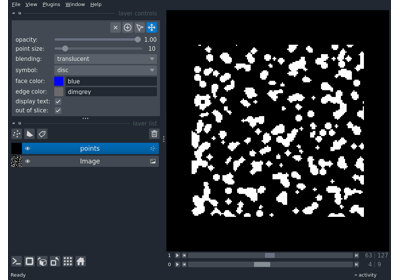 File View Plugins Window Help
layer controls
opacity: 1.00
point size: 10
blending: translucent
symbol: disc
face color: blue
edge color: dimgrey
display text:
out of slice:
layer list
points
Image
1 63 127
0 4 9
Ready activity